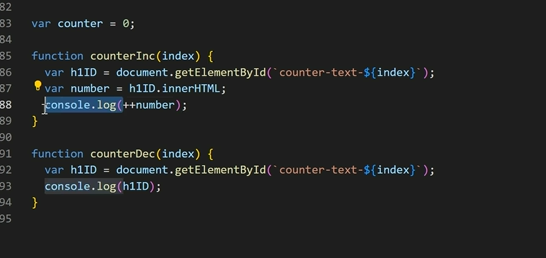 82
83 var counter = 0;
84
85 function counterInc(index) {
86 var h1ID = document.getElementById(`counter-text-${index}`);
87 var number = h1ID.innerHTML;
88 console.log(++number);
89 }
90
91 function counterDec(index) {
92 var h1ID = document.getElementById(`counter-text-${index}`);
93 console.log(h1ID);
94 }
95